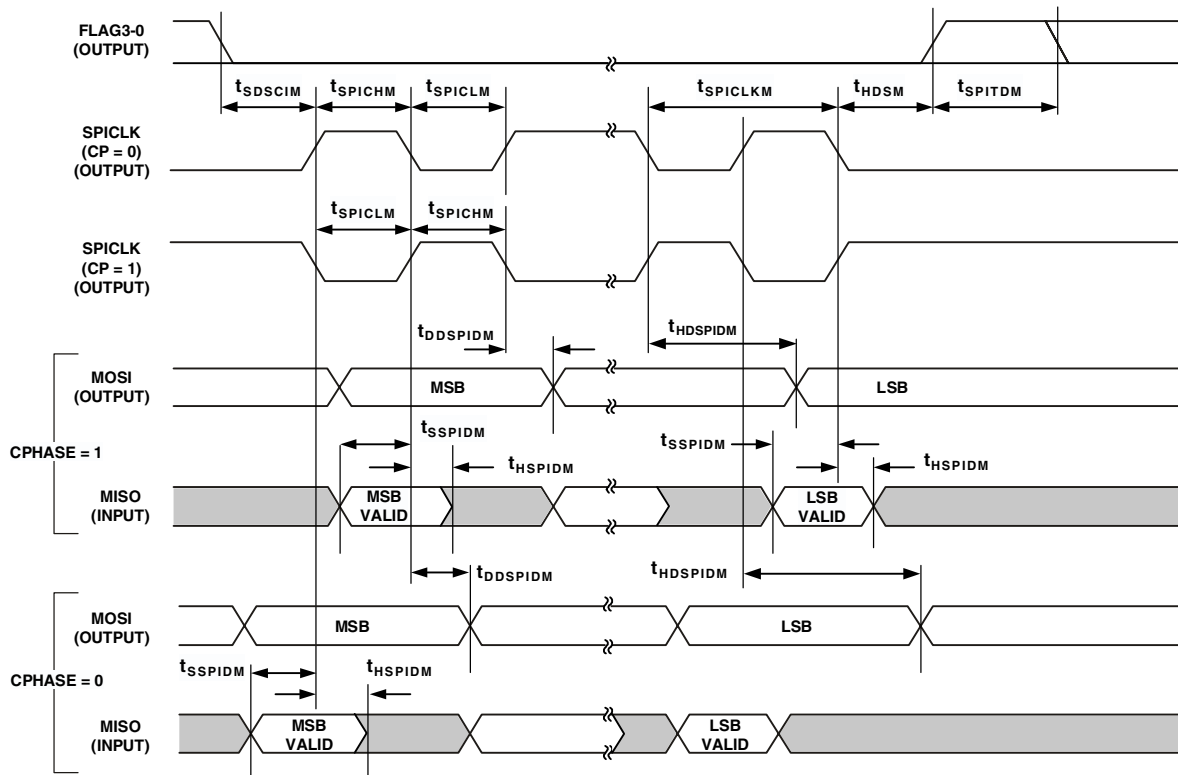 FLAG3-0
(OUTPUT)
tSDSCIM tSPICHM tSPICLM tSPICLKM tHDSM tSPITDM
SPICLK
(CP = 0)
(OUTPUT)
tSPICLM tSPICHM
SPICLK
(CP = 1)
(OUTPUT)
tDDSPIDM tHDSPIDM
MOSI
(OUTPUT)
MSB LSB
CPHASE = 1
tSSPIDM tSSPIDM
tHSPIDM tHSPIDM
MISO
(INPUT)
MSB
VALID
LSB
VALID
tDDSPIDM tHDSPIDM
MOSI
(OUTPUT)
MSB LSB
CPHASE = 0
tSSPIDM tHSPIDM
MISO
(INPUT)
MSB
VALID
LSB
VALID